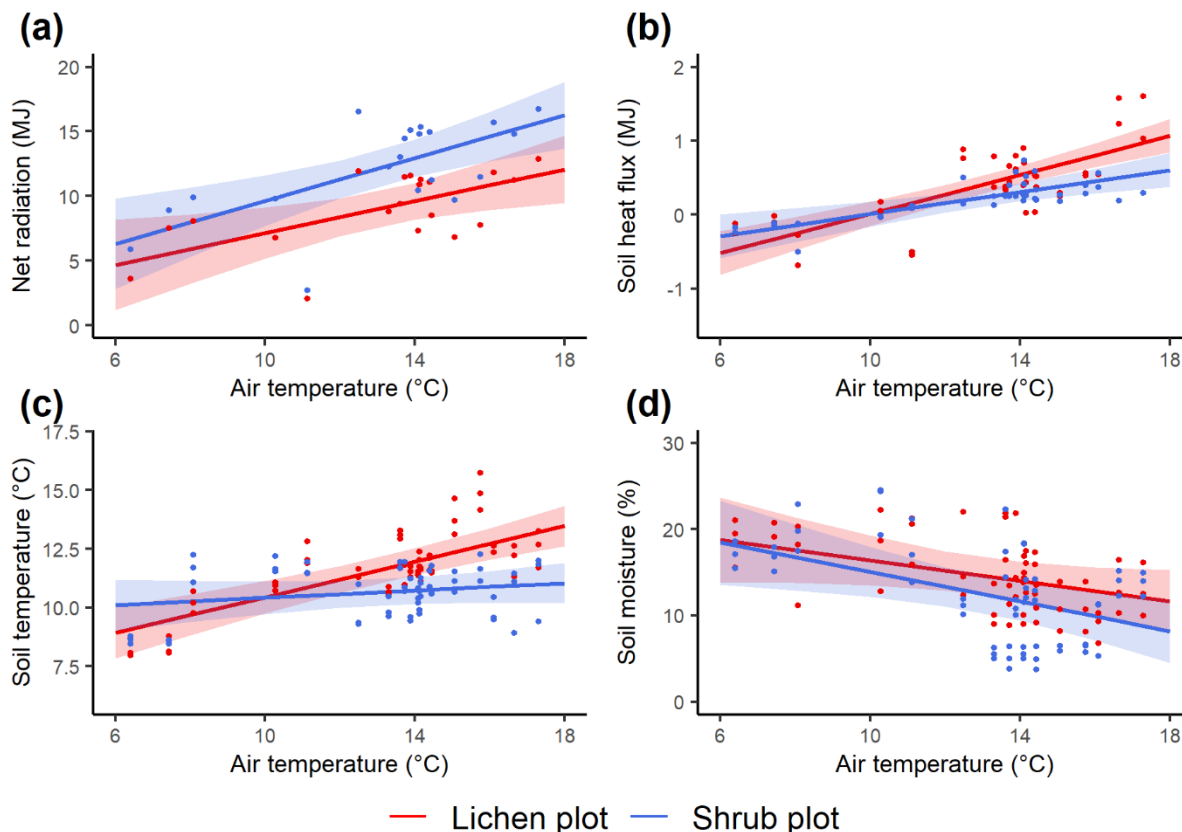 (a)
Net radiation (MJ)
20
15
10
5
0
6 10 14 18
Air temperature (°C)
(b)
Soil heat flux (MJ)
2
1
0
-1
6 10 14 18
Air temperature (°C)
(c)
Soil temperature (°C)
17.5
15.0
12.5
10.0
7.5
6 10 14 18
Air temperature (°C)
(d)
Soil moisture (%)
30
20
10
0
6 10 14 18
Air temperature (°C)
Lichen plot Shrub plot